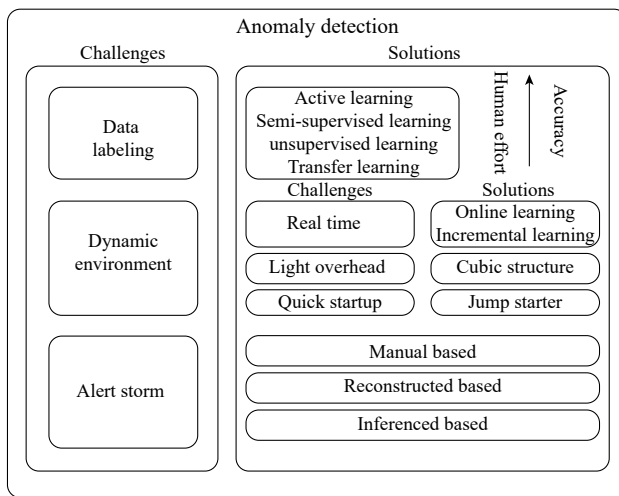 Anomaly detection
Challenges
Solutions
Data
labeling
Active learning
Semi-supervised learning
unsupervised learning
Transfer learning
Human effort
Accuracy
Dynamic
environment
Challenges
Solutions
Real time
Online learning
Incremental learning
Light overhead
Cubic structure
Quick startup
Jump starter
Alert storm
Manual based
Reconstructed based
Inferenced based